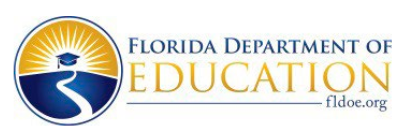 FLORIDA DEPARTMENT OF
EDUCATION
fldoe.org